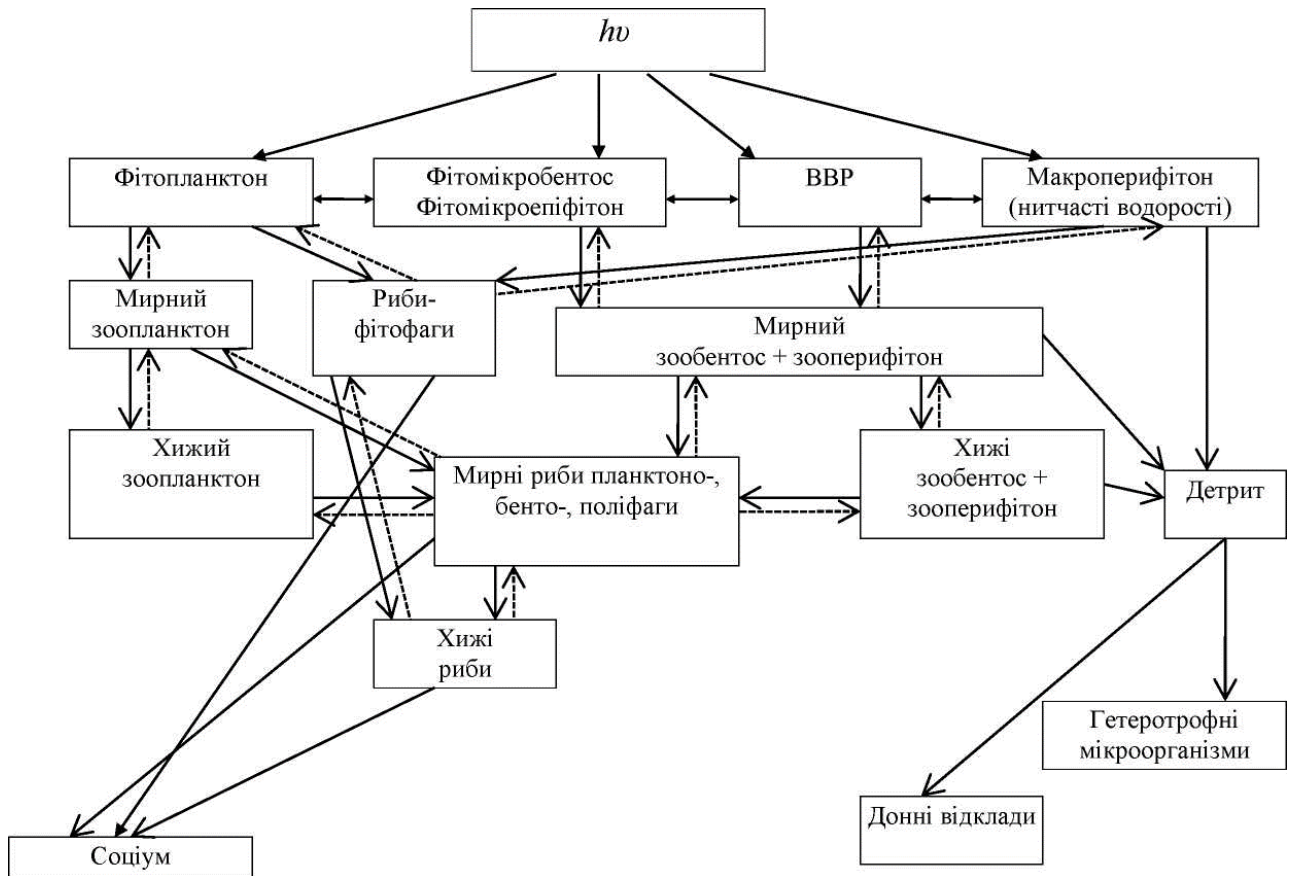 hυ
Фітопланктон
Фітомікробентос
Фітомікроепіфітон
ВВР
Макроперифітон
(нитчасті водорості)
Мирний
зоопланктон
Риби-
фітофаги
Мирний
зообентос + зооперифітон
Хижий
зоопланктон
Мирні риби планктоно-,
бенто-, поліфаги
Хижі
зообентос +
зооперифітон
Детрит
Хижі
риби
Гетеротрофні
мікроорганізми
Донні відклади
Соціум